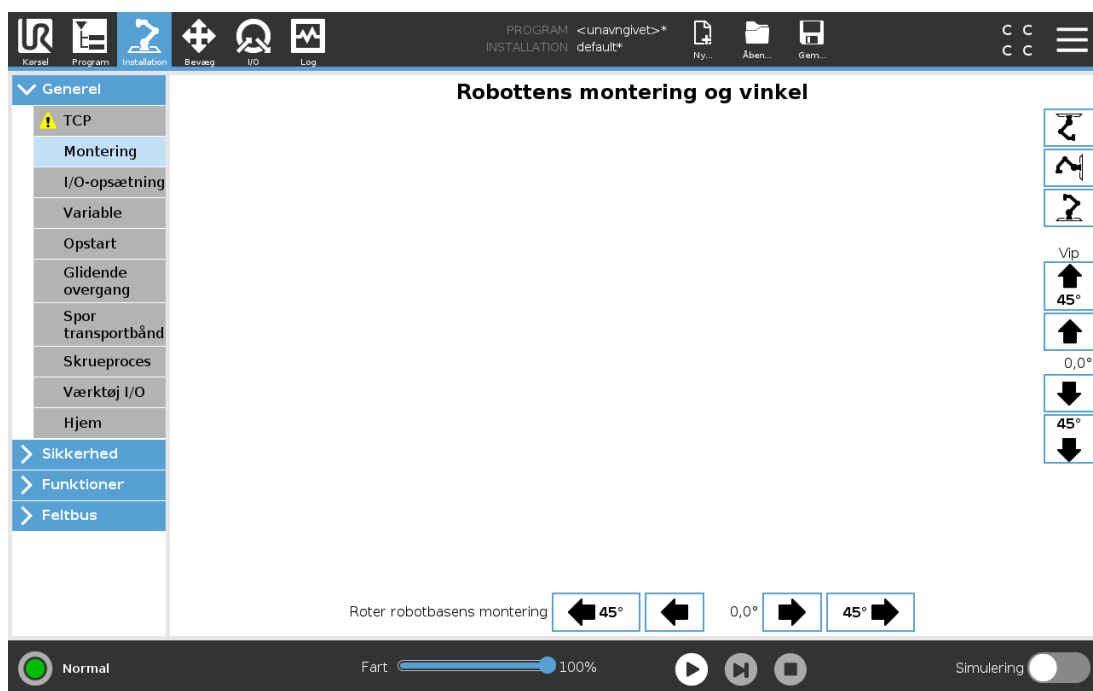 PROGRAM <unavngivet>*
INSTALLATION default*
Kørsel Program Installation Bevæg I/O Log
Ny... Åben... Gem...
C C
C C
Generel
TCP
Montering
I/O-opsætning
Variable
Opstart
Glidende
overgang
Spor
transportbånd
Skrueproces
Værktøj I/O
Hjem
Sikkerhed
Funktioner
Feltbus
Robottens montering og vinkel
Vip
45°
0,0°
45°
Roter robotbasens montering 45° 0,0° 45°
Normal
Fart 100%
Simulering